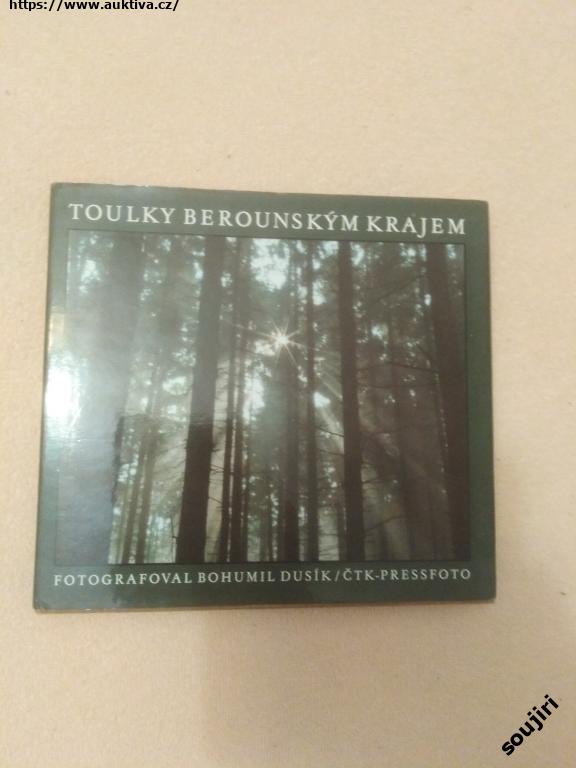 https://www.auktiva.cz/
TOULKY BEROUNSKÝM KRAJEM
FOTOGRAFOVAL BOHUMIL DUSÍK/ČTK-PRESSFOTO
soujiri